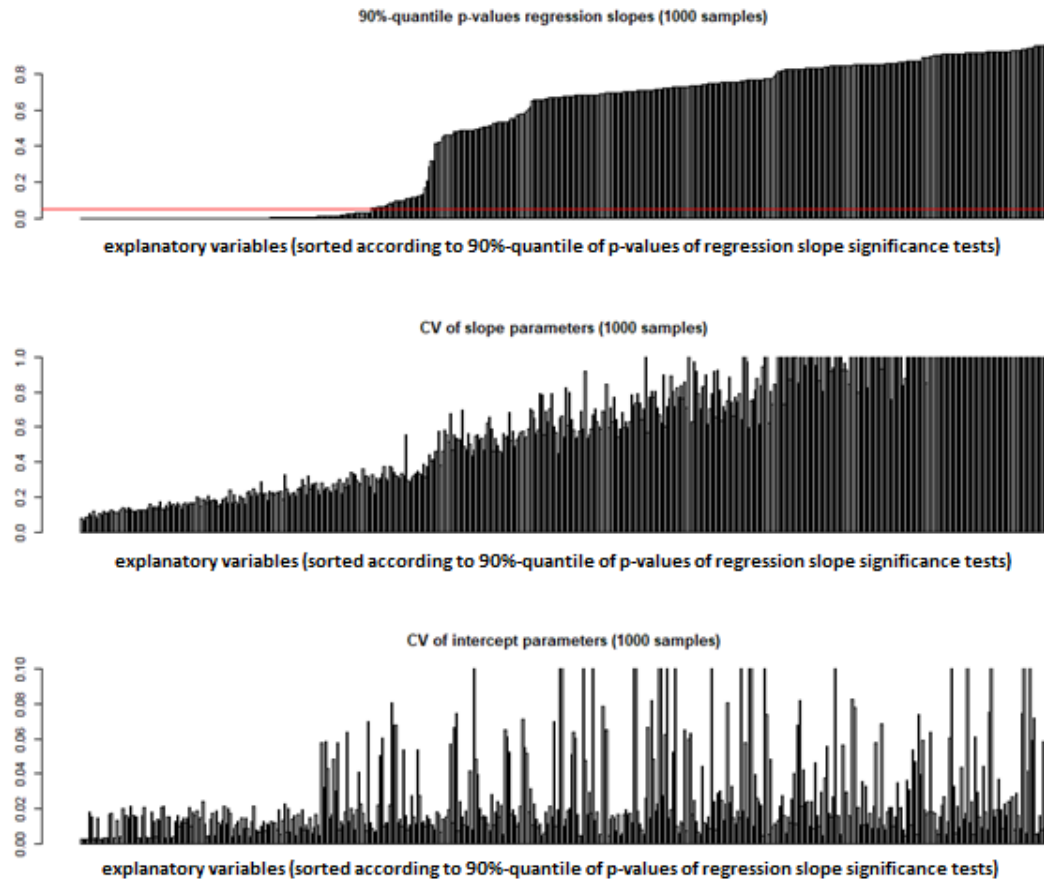 90%-quantile p-values regression slopes (1000 samples)
0.8
0.6
0.4
0.2
0.0
explanatory variables (sorted according to 90%-quantile of p-values of regression slope significance tests)
CV of slope parameters (1000 samples)
1.0
0.8
0.6
0.4
0.2
0.0
explanatory variables (sorted according to 90%-quantile of p-values of regression slope significance tests)
CV of intercept parameters (1000 samples)
0.10
0.08
0.06
0.04
0.02
0.00
explanatory variables (sorted according to 90%-quantile of p-values of regression slope significance tests)